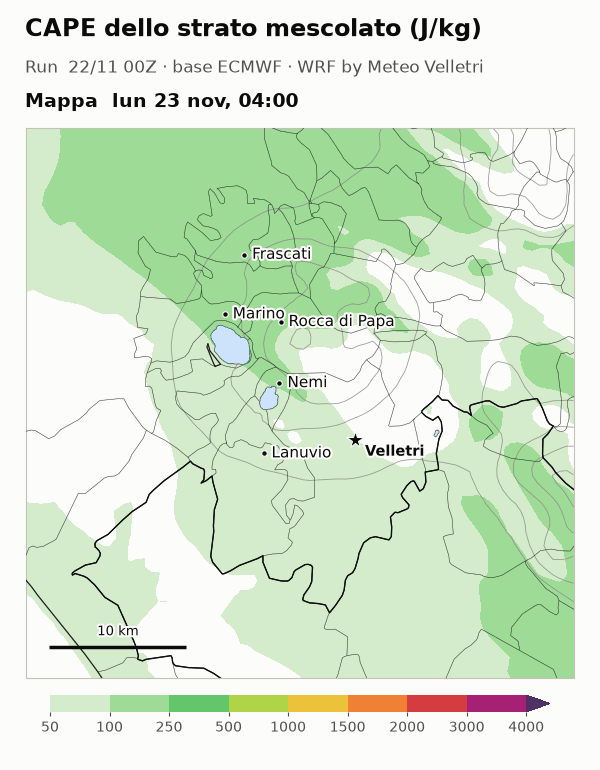 CAPE dello strato mescolato (J/kg)
Run  22/11 00Z · base ECMWF · WRF by Meteo Velletri
Mappa  lun 23 nov, 04:00
Frascati
Marino
Rocca di Papa
Nemi
Velletri
Lanuvio
10 km
50 100 250 500 1000 1500 2000 3000 4000